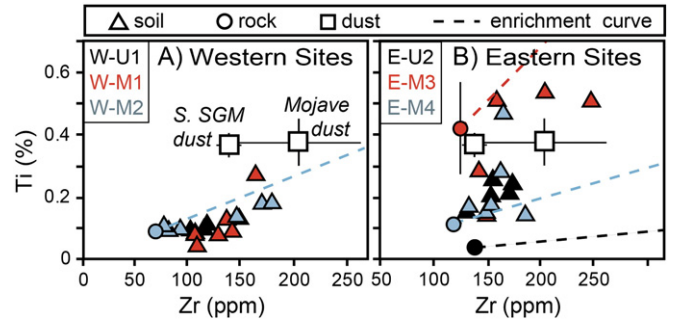 soil rock dust enrichment curve
W-U1 A) Western Sites
W-M1
W-M2
S. SGM dust
Mojave dust
E-U2 B) Eastern Sites
E-M3
E-M4
Ti (%)
0.6
0.4
0.2
0
0 50 100 150 200 250
Zr (ppm)
50 100 150 200 250
Zr (ppm)